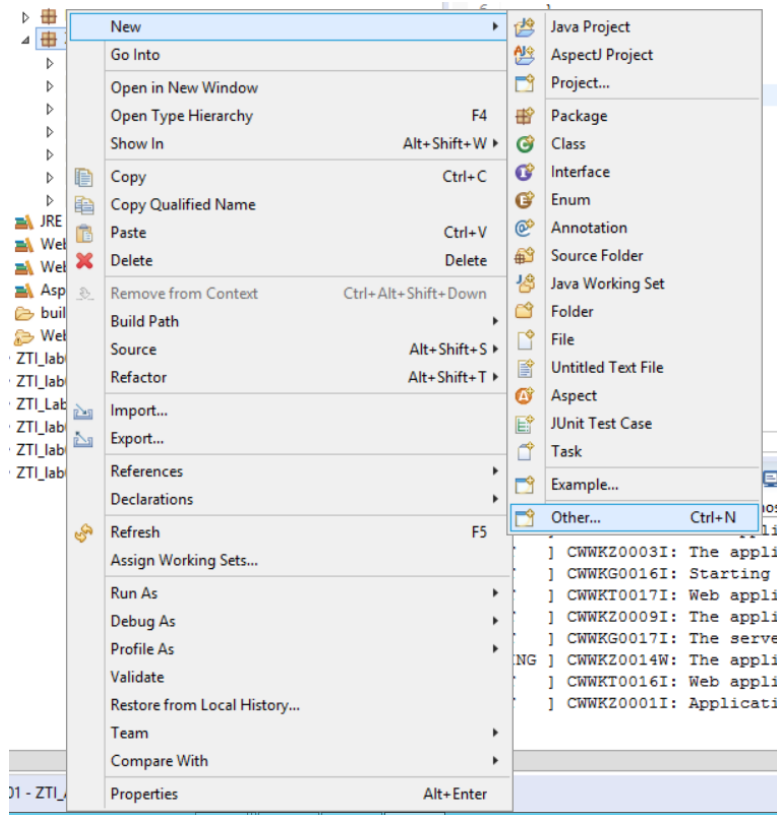 New
Go Into
Open in New Window
Open Type Hierarchy F4
Show In Alt+Shift+W
Copy Ctrl+C
Copy Qualified Name
Paste Ctrl+V
Delete Delete
Remove from Context Ctrl+Alt+Shift+Down
Build Path
Source Alt+Shift+S
Refactor Alt+Shift+T
Import...
Export...
References
Declarations
Refresh F5
Assign Working Sets...
Run As
Debug As
Profile As
Validate
Restore from Local History...
Team
Compare With
Properties Alt+Enter
Java Project
AspectJ Project
Project...
Package
Class
Interface
Enum
Annotation
Source Folder
Java Working Set
Folder
File
Untitled Text File
Aspect
JUnit Test Case
Task
Example...
Other... Ctrl+N
JRE
Web
Web
Asp
buil
Web
ZTI_lab
ZTI_lab
ZTI_Lab
ZTI_lab
ZTI_lab
ZTI_lab
] CWWKZ0003I: The appli
] CWWKG0016I: Starting
] CWWKT0017I: Web appli
] CWWKZ0009I: The appli
] CWWKG0017I: The serve
NG ] CWWKZ0014W: The appli
] CWWKT0016I: Web appli
] CWWKZ0001I: Applicati
01 - ZTI_